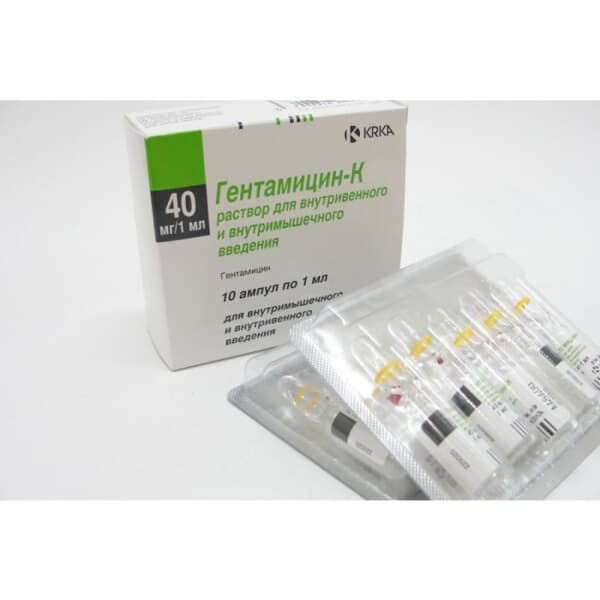 KRKA
40
мг/1 мл
Гентамицин-К
раствор для внутривенного
и внутримышечного
введения
Гентамицин
10 ампул по 1 мл
для внутримышечного
и внутривенного
введения